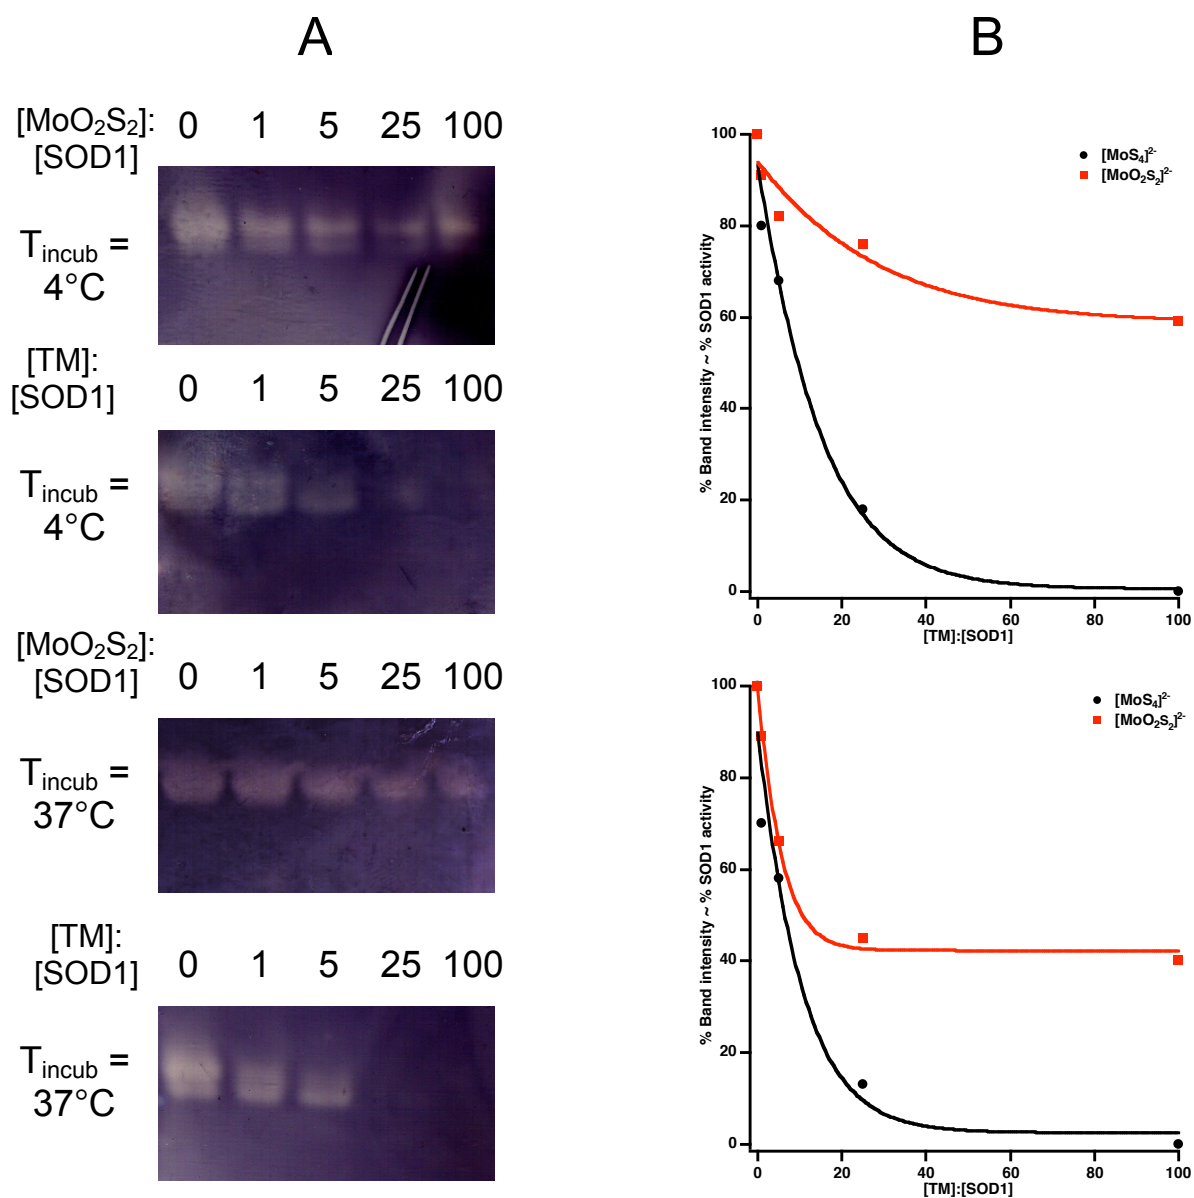 A
[MoO₂S₂]: 0 1 5 25 100
[SOD1]
T incub =
4°C
[TM]:
[SOD1] 0 1 5 25 100
T incub =
4°C
[MoO₂S₂]:
[SOD1] 0 1 5 25 100
T incub =
37°C
[TM]:
[SOD1] 0 1 5 25 100
T incub =
37°C
B
100
80
60
40
20
0
% Band intensity ~ % SOD1 activity
[MoS₄]²⁻
[MoO₂S₂]²⁻
0 20 40 60 80 100
[TM]:[SOD1]
100
80
60
40
20
0
% Band intensity ~ % SOD1 activity
[MoS₄]²⁻
[MoO₂S₂]²⁻
0 20 40 60 80 100
[TM]:[SOD1]